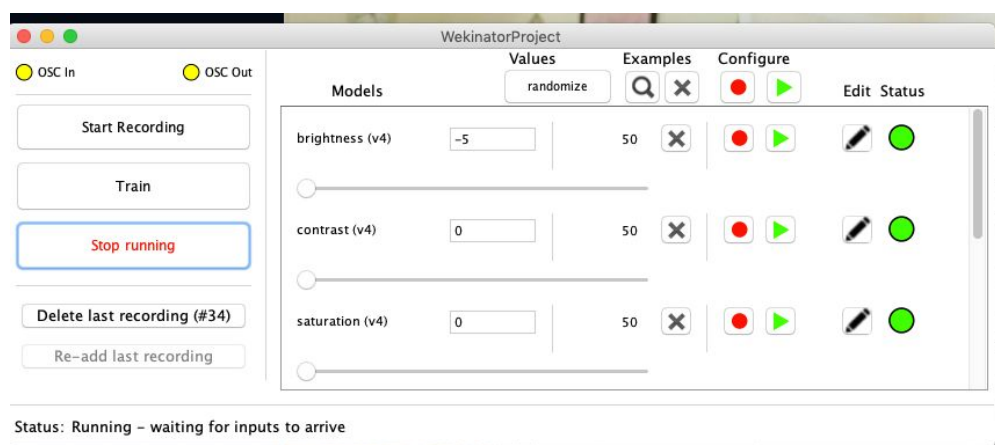 WekinatorProject
OSC In
OSC Out
Start Recording
Train
Stop running
Delete last recording (#34)
Re-add last recording
Values Examples Configure
Models randomize Edit Status
brightness (v4) -5 50
contrast (v4) 0 50
saturation (v4) 0 50
Status: Running - waiting for inputs to arrive